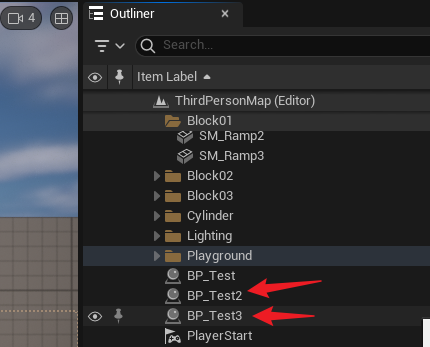 4
Outliner
Search...
Item Label
ThirdPersonMap (Editor)
Block01
SM_Ramp2
SM_Ramp3
Block02
Block03
Cylinder
Lighting
Playground
BP_Test
BP_Test2
BP_Test3
PlayerStart